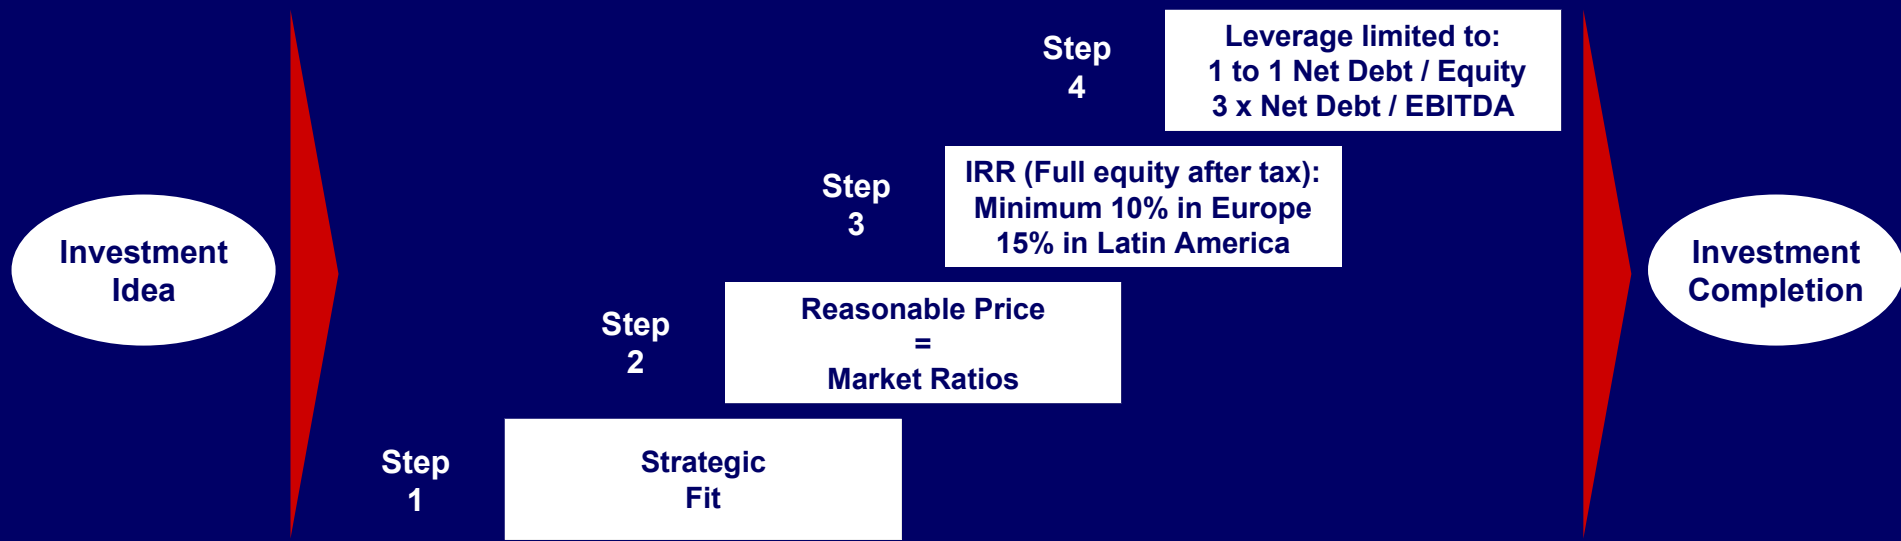 Investment
Idea
Step
1
Strategic
Fit
Step
2
Reasonable Price
=
Market Ratios
Step
3
IRR (Full equity after tax):
Minimum 10% in Europe
15% in Latin America
Step
4
Leverage limited to:
1 to 1 Net Debt / Equity
3 x Net Debt / EBITDA
Investment
Completion